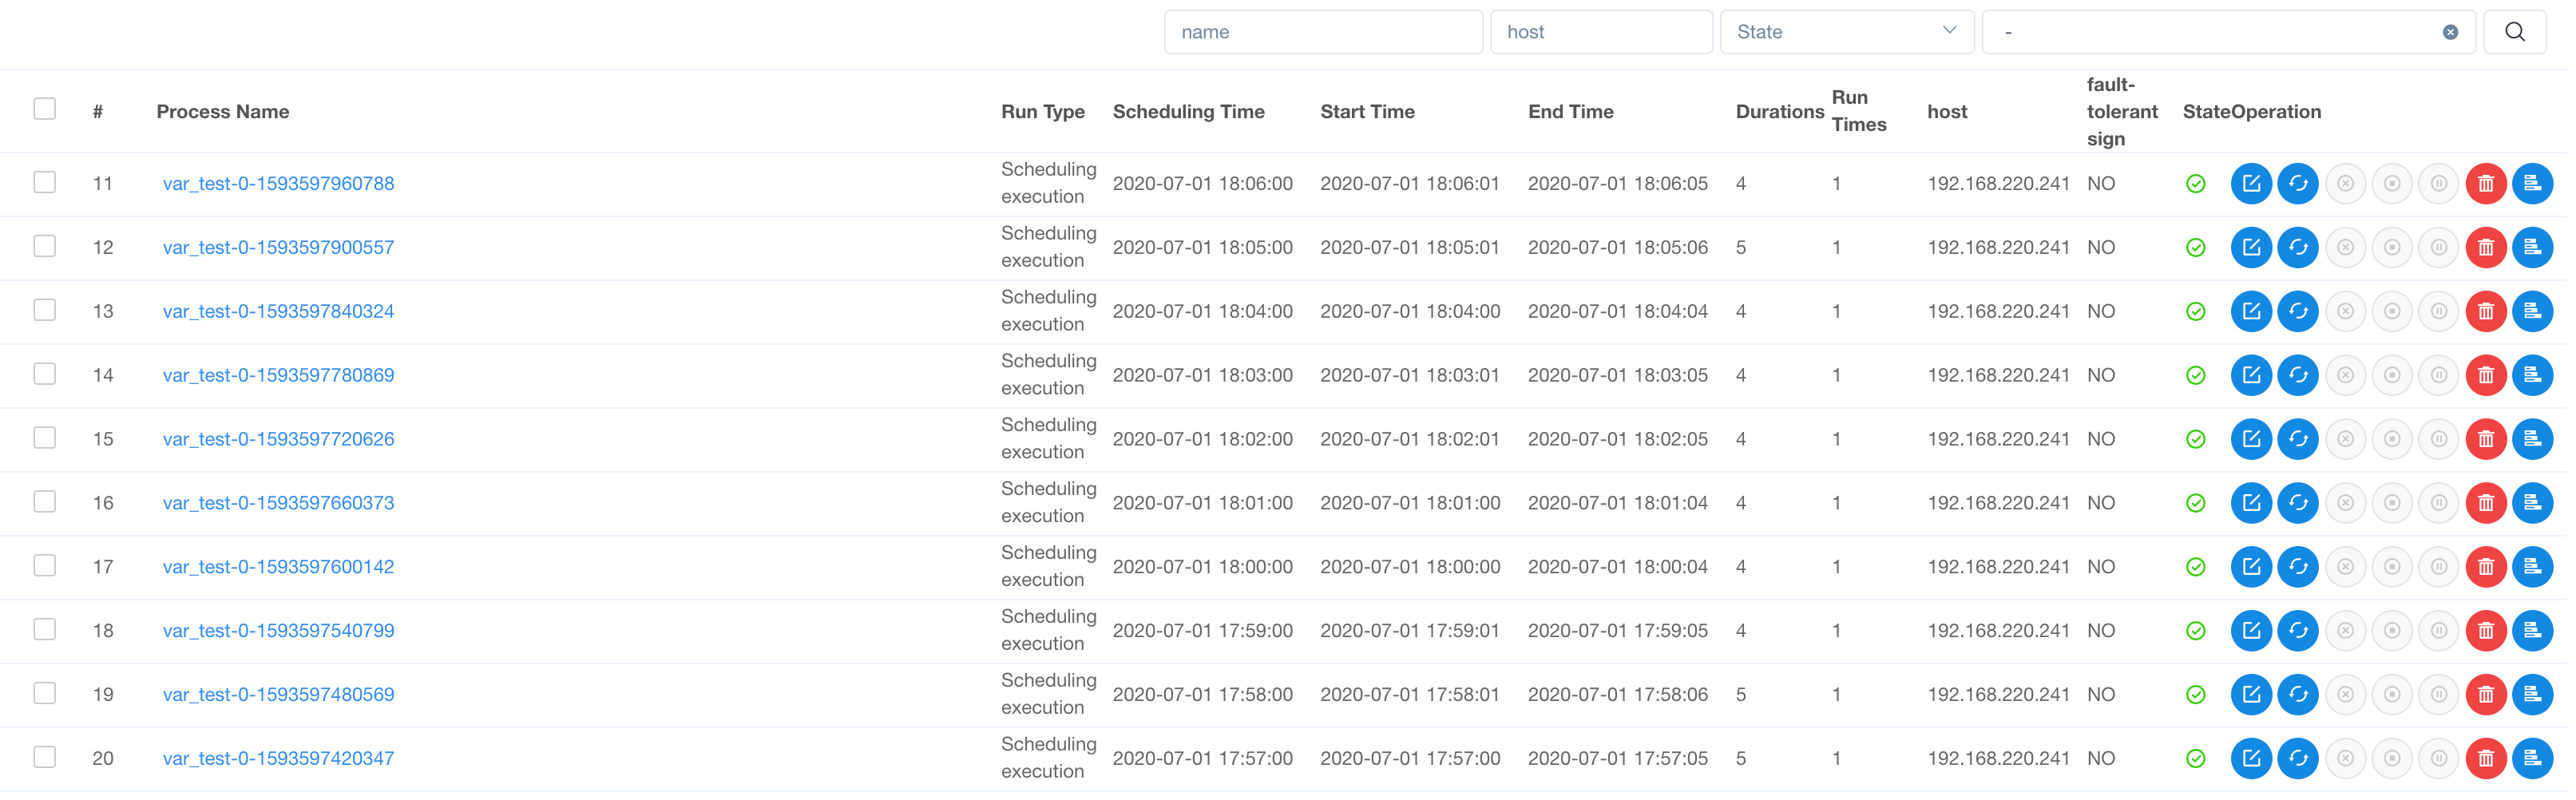 name host State -
# Process Name Run Type Scheduling Time Start Time End Time Durations Run Times host fault-tolerant sign State Operation
11 var_test-0-1593597960788 Scheduling execution 2020-07-01 18:06:00 2020-07-01 18:06:01 2020-07-01 18:06:05 4 1 192.168.220.241 NO
12 var_test-0-1593597900557 Scheduling execution 2020-07-01 18:05:00 2020-07-01 18:05:01 2020-07-01 18:05:06 5 1 192.168.220.241 NO
13 var_test-0-1593597840324 Scheduling execution 2020-07-01 18:04:00 2020-07-01 18:04:00 2020-07-01 18:04:04 4 1 192.168.220.241 NO
14 var_test-0-1593597780869 Scheduling execution 2020-07-01 18:03:00 2020-07-01 18:03:01 2020-07-01 18:03:05 4 1 192.168.220.241 NO
15 var_test-0-1593597720626 Scheduling execution 2020-07-01 18:02:00 2020-07-01 18:02:01 2020-07-01 18:02:05 4 1 192.168.220.241 NO
16 var_test-0-1593597660373 Scheduling execution 2020-07-01 18:01:00 2020-07-01 18:01:00 2020-07-01 18:01:04 4 1 192.168.220.241 NO
17 var_test-0-1593597600142 Scheduling execution 2020-07-01 18:00:00 2020-07-01 18:00:00 2020-07-01 18:00:04 4 1 192.168.220.241 NO
18 var_test-0-1593597540799 Scheduling execution 2020-07-01 17:59:00 2020-07-01 17:59:01 2020-07-01 17:59:05 4 1 192.168.220.241 NO
19 var_test-0-1593597480569 Scheduling execution 2020-07-01 17:58:00 2020-07-01 17:58:01 2020-07-01 17:58:06 5 1 192.168.220.241 NO
20 var_test-0-1593597420347 Scheduling execution 2020-07-01 17:57:00 2020-07-01 17:57:00 2020-07-01 17:57:05 5 1 192.168.220.241 NO